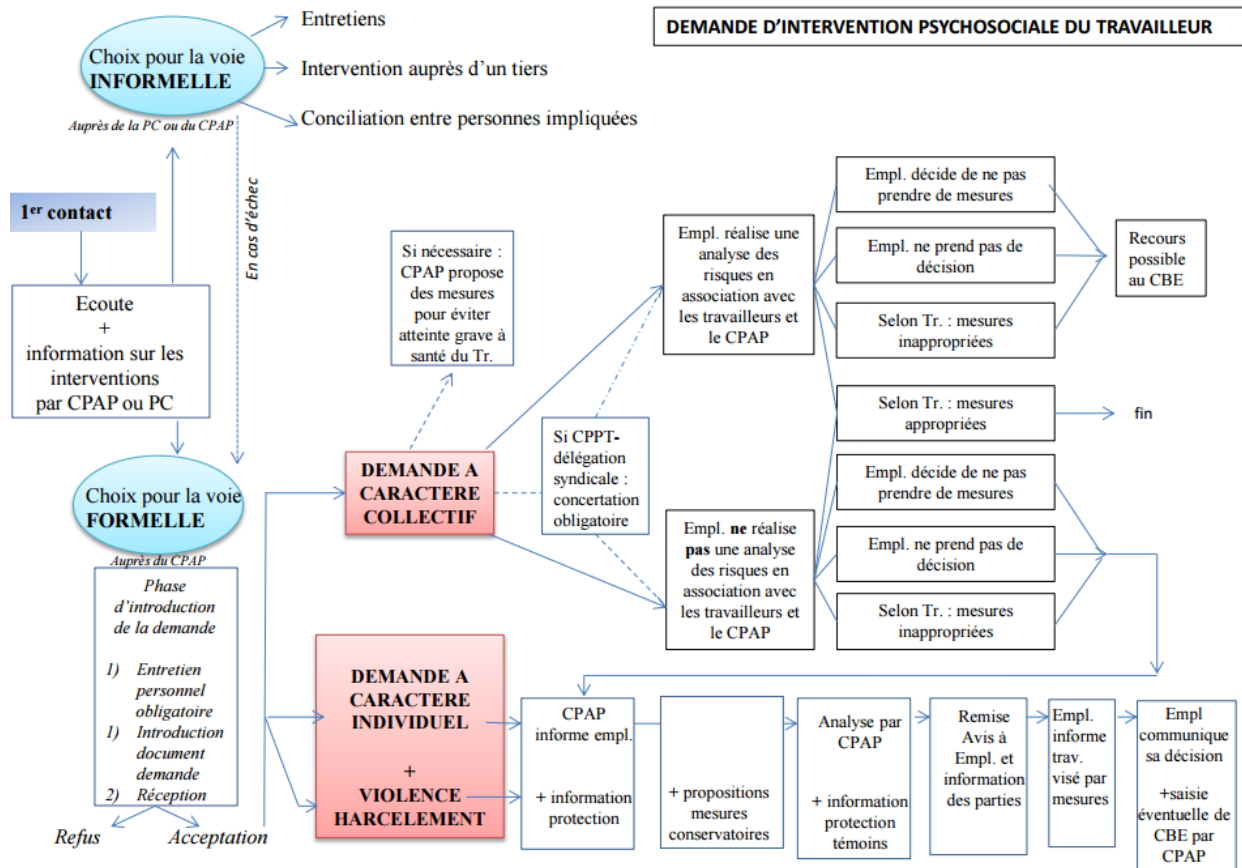 DEMANDE D'INTERVENTION PSYCHOSOCIALE DU TRAVAILLEUR
Choix pour la voie
INFORMELLE
Auprès de la PC ou du CPAP
Entretiens
Intervention auprès d'un tiers
Conciliation entre personnes impliquées
En cas d'échec
1er contact
Ecoute
+
information sur les
interventions
par CPAP ou PC
Choix pour la voie
FORMELLE
Auprès du CPAP
Phase
d'introduction
de la demande
1) Entretien
personnel
obligatoire
1) Introduction
document
demande
2) Réception
Refus
Acceptation
Si nécessaire :
CPAP propose
des mesures
pour éviter
atteinte grave à
santé du Tr.
DEMANDE A
CARACTERE
COLLECTIF
Si CPPT-
délégation
syndicale :
concertation
obligatoire
Empl. réalise une
analyse des
risques en
association avec
les travailleurs et
le CPAP
Empl. ne réalise
pas une analyse
des risques en
association avec
les travailleurs et
le CPAP
Empl. décide de ne pas
prendre de mesures
Empl. ne prend pas de
décision
Selon Tr. : mesures
inappropriées
Recours
possible
au CBE
Selon Tr. : mesures
appropriées
fin
Empl. décide de ne pas
prendre de mesures
Empl. ne prend pas de
décision
Selon Tr. : mesures
inappropriées
DEMANDE A
CARACTERE
INDIVIDUEL
+
VIOLENCE
HARCELEMENT
CPAP
informe empl.
+ information
protection
+ propositions
mesures
conservatoires
Analyse par
CPAP
+ information
protection
témoins
Remise
Avis à
Empl. et
information
des parties
Empl.
informe
trav.
visé par
mesures
Empl
communique
sa décision
+saisie
éventuelle de
CBE par
CPAP